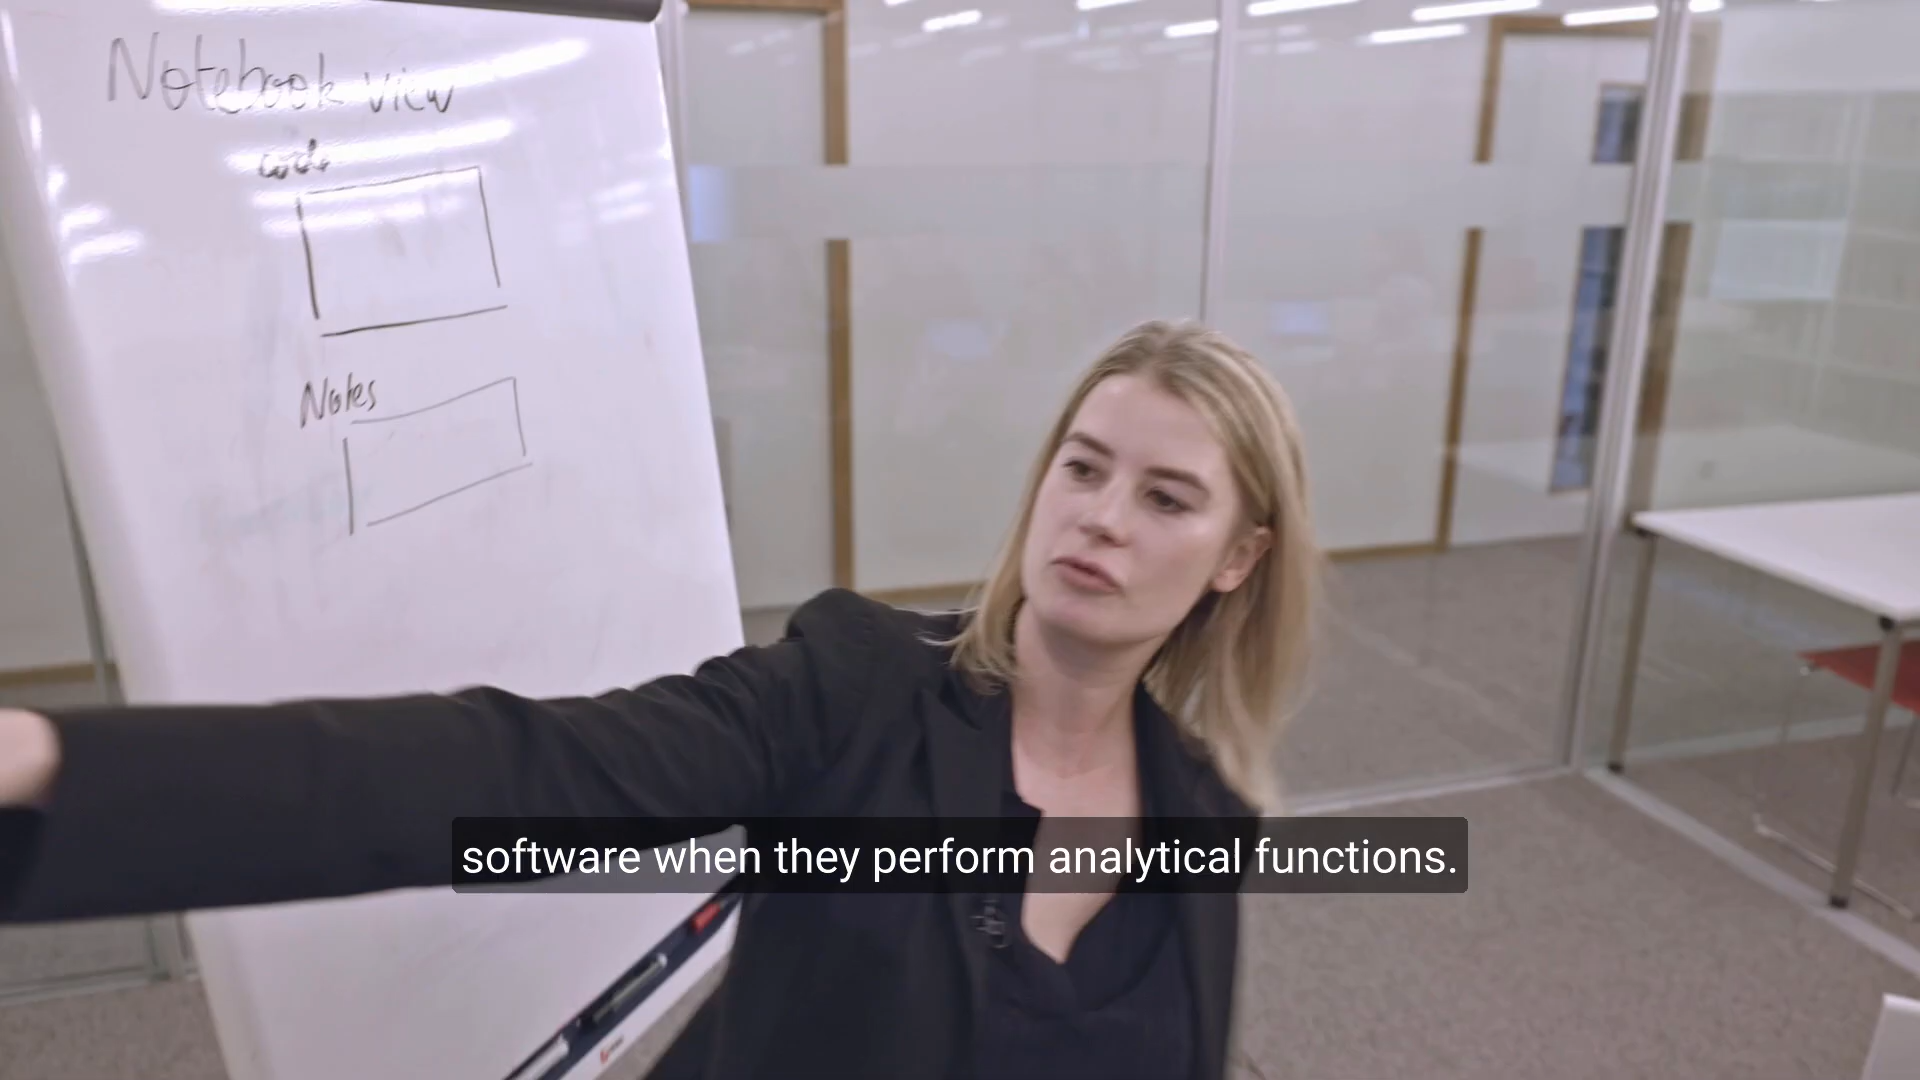 Notebook view
code
Notes
software when they perform analytical functions.